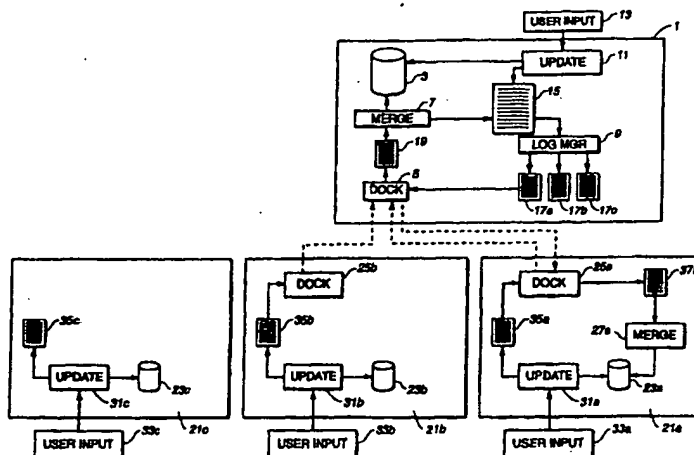 USER INPUT
13
1
UPDATE
11
3
7
15
MERGE
19
9
LOG MGR
5
DOCK
17a
17b
17c
25b
DOCK
25a
DOCK
35c
35b
35a
27a
MERGE
UPDATE
23c
UPDATE
23b
UPDATE
23a
31c
31b
31a
33c
21c
33b
21b
33a
21a
USER INPUT
USER INPUT
USER INPUT